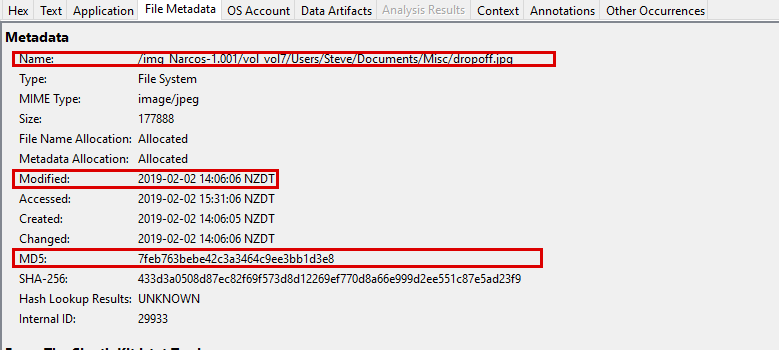 Hex Text Application File Metadata OS Account Data Artifacts Analysis Results Context Annotations Other Occurrences
Metadata
Name: /img_Narcos-1.001/vol_vol7/Users/Steve/Documents/Misc/dropoff.jpg
Type: File System
MIME Type: image/jpeg
Size: 177888
File Name Allocation: Allocated
Metadata Allocation: Allocated
Modified: 2019-02-02 14:06:06 NZDT
Accessed: 2019-02-02 15:31:06 NZDT
Created: 2019-02-02 14:06:05 NZDT
Changed: 2019-02-02 14:06:06 NZDT
MD5: 7feb763bebe42c3a3464c9ee3bb1d3e8
SHA-256: 433d3a0508d87ec82f69f573d8d12269ef770d8a66e999d2ee551c87e5ad23f9
Hash Lookup Results: UNKNOWN
Internal ID: 29933